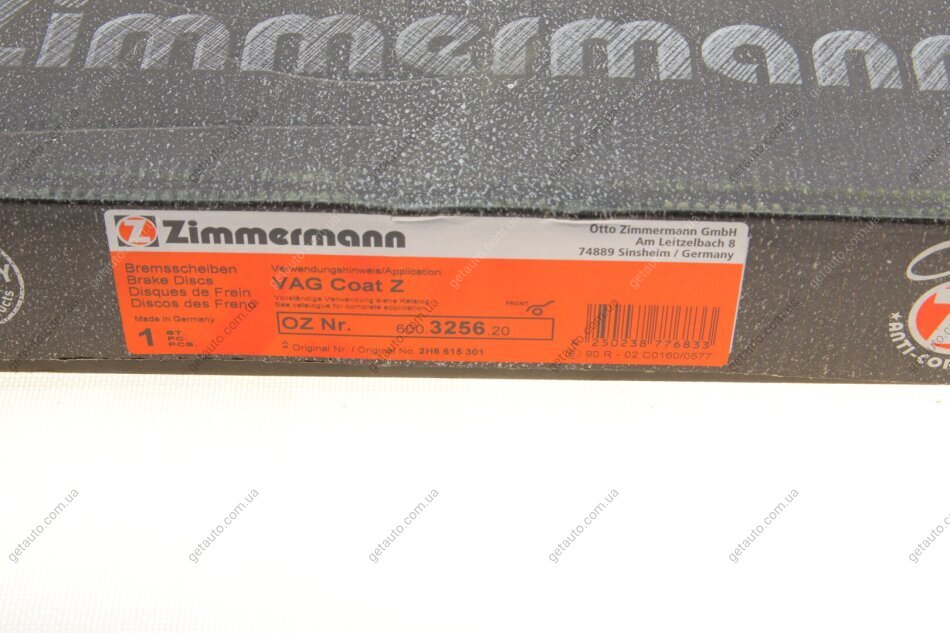 Zimmermann
Zimmermann
Otto Zimmermann GmbH
Am Leitzelbach 8
74889 Sinsheim / Germany
Bremsscheiben
Brake Discs
Disques de Frein
Discos des Freno
Made in Germany
1 ST.
PC.
PCS.
Verwendungshinweis/Application
VAG Coat Z
Vollständige Verwendung siehe Katalog
See catalogue for complete application
FRONT
OZ Nr. 600.3256.20
Original Nr. / Original No. 2H6 615 301
250238 776833
90 R - 02 C0160/0577
ANTI-COR
getauto.com.ua